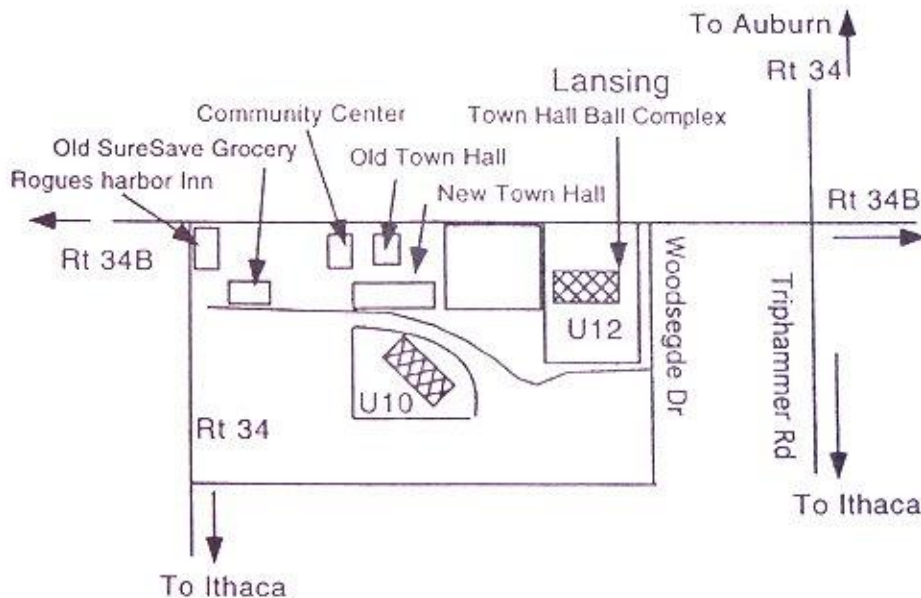 To Auburn
Rt 34
Lansing
Town Hall Ball Complex
Community Center
Old SureSave Grocery
Old Town Hall
Rogues harbor Inn
New Town Hall
Rt 34B
Rt 34B
U12
Woodsegde Dr
Triphammer Rd
U10
Rt 34
To Ithaca
To Ithaca